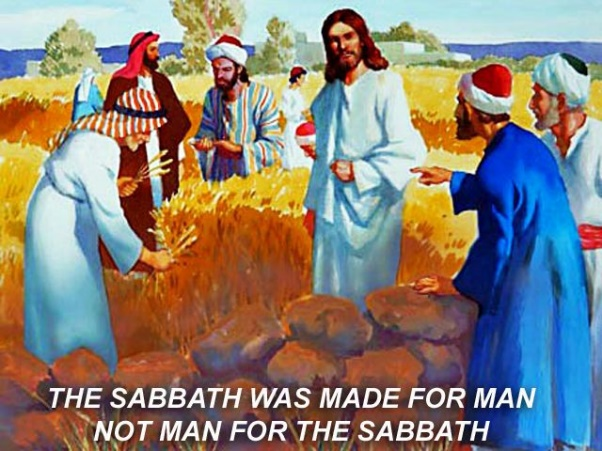 THE SABBATH WAS MADE FOR MAN
NOT MAN FOR THE SABBATH